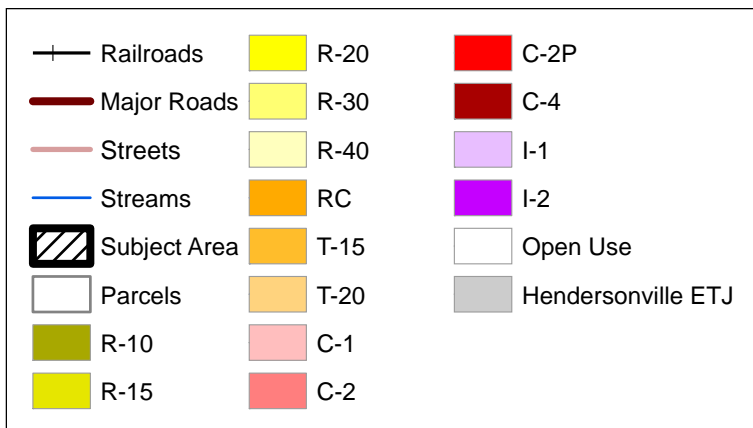 Railroads
Major Roads
Streets
Streams
Subject Area
Parcels
R-10
R-15
R-20
R-30
R-40
RC
T-15
T-20
C-1
C-2
C-2P
C-4
I-1
I-2
Open Use
Hendersonville ETJ